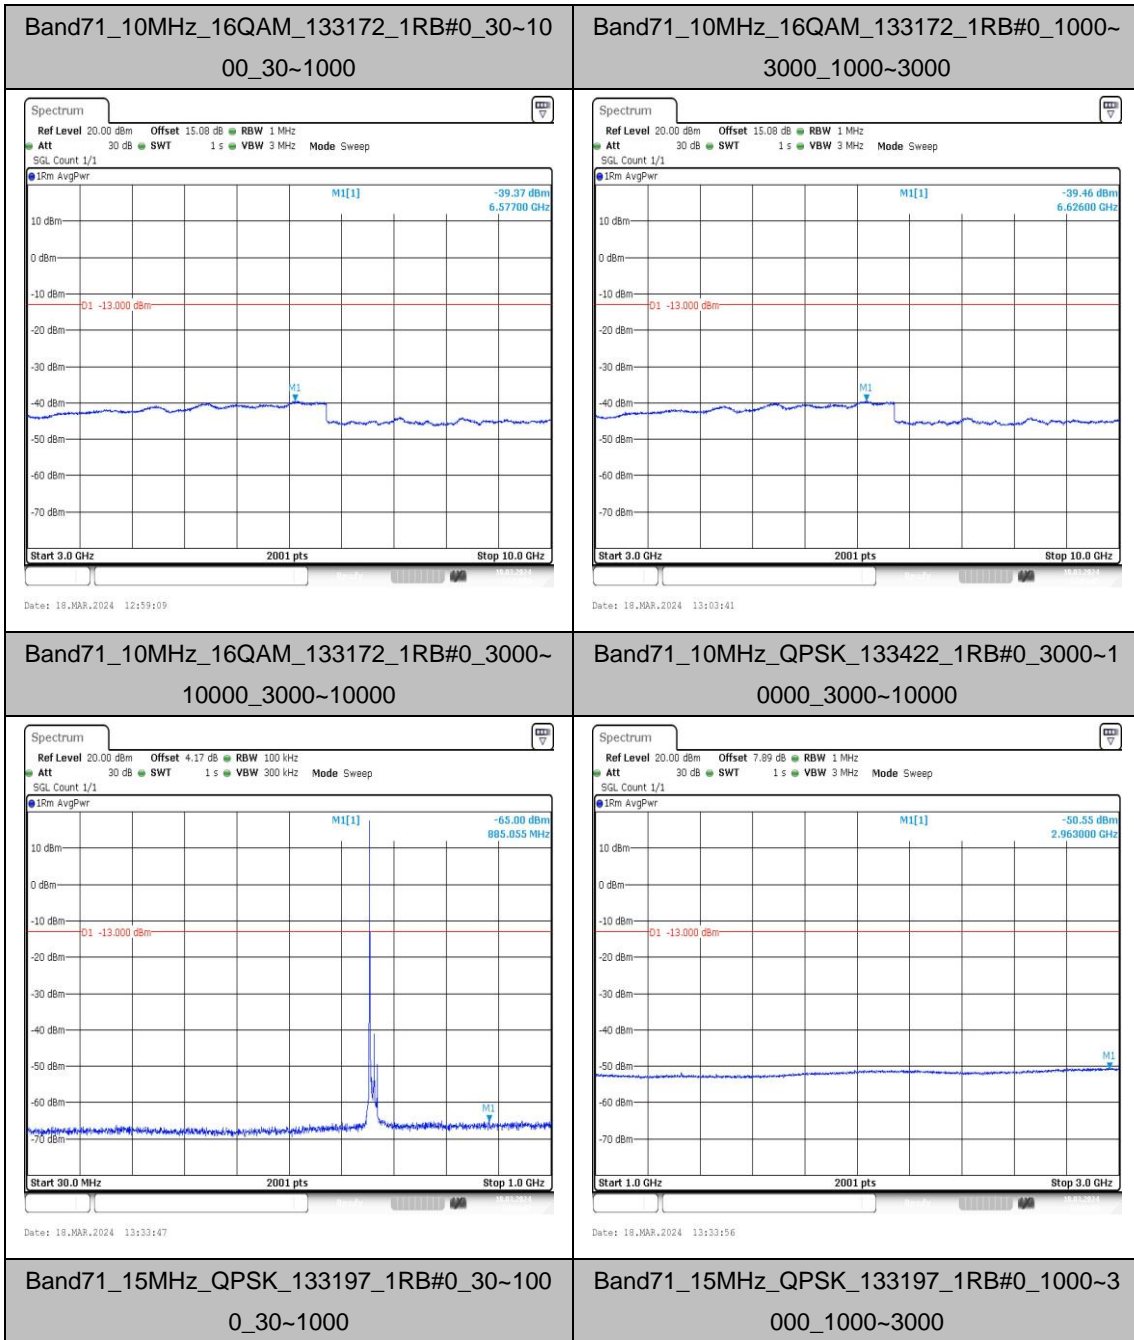 Band71_10MHz_16QAM_133172_1RB#0_30~10
00_30~1000
Band71_10MHz_16QAM_133172_1RB#0_1000~
3000_1000~3000
Spectrum
Ref Level 20.00 dBm Offset 15.08 dB RBW 1 MHz
Att 30 dB SWT 1 s VBW 3 MHz Mode Sweep
SGL Count 1/1
1Rm AvgPwr
M1[1] -39.37 dBm
6.57700 GHz
10 dBm
0 dBm
-10 dBm
D1 -13.000 dBm
-20 dBm
-30 dBm
M1
-40 dBm
-50 dBm
-60 dBm
-70 dBm
Start 3.0 GHz 2001 pts Stop 10.0 GHz
Date: 18.MAR.2024 12:59:09
Spectrum
Ref Level 20.00 dBm Offset 15.08 dB RBW 1 MHz
Att 30 dB SWT 1 s VBW 3 MHz Mode Sweep
SGL Count 1/1
1Rm AvgPwr
M1[1] -39.46 dBm
6.62600 GHz
10 dBm
0 dBm
-10 dBm
D1 -13.000 dBm
-20 dBm
-30 dBm
M1
-40 dBm
-50 dBm
-60 dBm
-70 dBm
Start 3.0 GHz 2001 pts Stop 10.0 GHz
Date: 18.MAR.2024 13:03:41
Band71_10MHz_16QAM_133172_1RB#0_3000~
10000_3000~10000
Band71_10MHz_QPSK_133422_1RB#0_3000~1
0000_3000~10000
Spectrum
Ref Level 20.00 dBm Offset 4.17 dB RBW 100 kHz
Att 30 dB SWT 1 s VBW 300 kHz Mode Sweep
SGL Count 1/1
1Rm AvgPwr
M1[1] -65.00 dBm
885.055 MHz
10 dBm
0 dBm
-10 dBm
D1 -13.000 dBm
-20 dBm
-30 dBm
-40 dBm
-50 dBm
-60 dBm
M1
-70 dBm
Start 30.0 MHz 2001 pts Stop 1.0 GHz
Date: 18.MAR.2024 13:33:47
Spectrum
Ref Level 20.00 dBm Offset 7.89 dB RBW 1 MHz
Att 30 dB SWT 1 s VBW 3 MHz Mode Sweep
SGL Count 1/1
1Rm AvgPwr
M1[1] -50.55 dBm
2.963000 GHz
10 dBm
0 dBm
-10 dBm
D1 -13.000 dBm
-20 dBm
-30 dBm
-40 dBm
M1
-50 dBm
-60 dBm
-70 dBm
Start 1.0 GHz 2001 pts Stop 3.0 GHz
Date: 18.MAR.2024 13:33:56
Band71_15MHz_QPSK_133197_1RB#0_30~100
0_30~1000
Band71_15MHz_QPSK_133197_1RB#0_1000~3
000_1000~3000